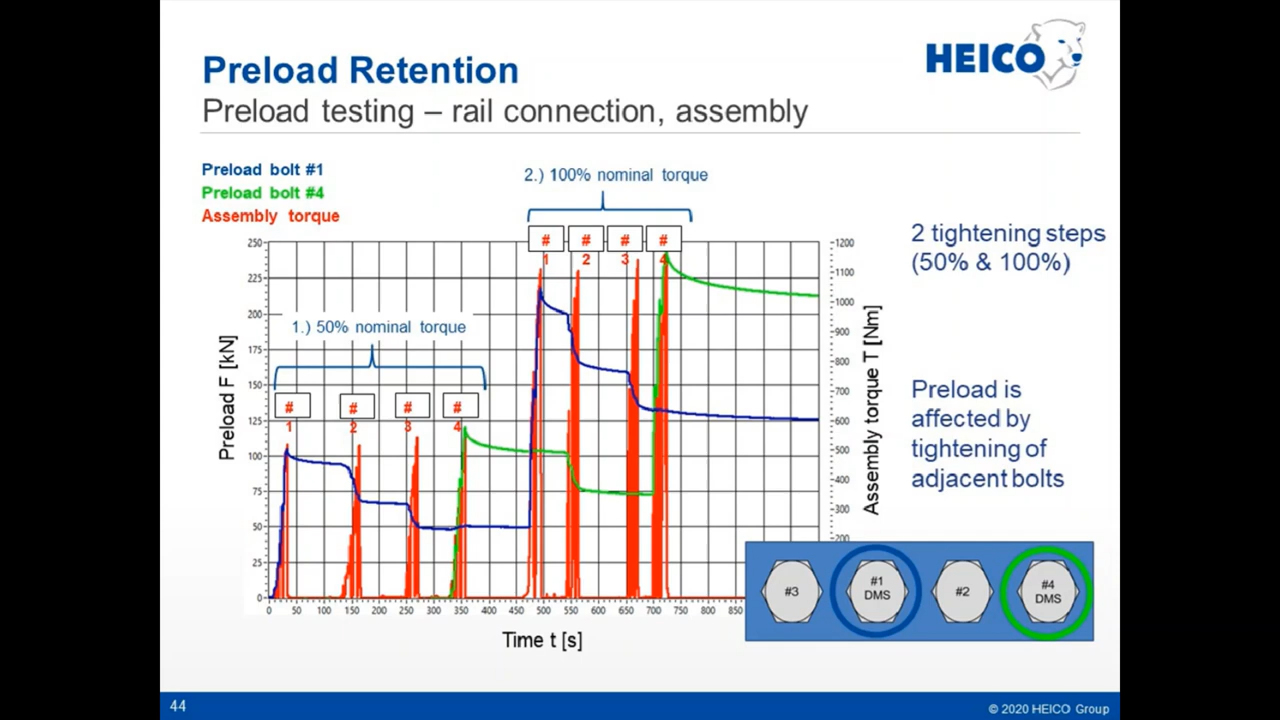 Preload Retention
HEICO
Preload testing – rail connection, assembly
Preload bolt #1
Preload bolt #4
Assembly torque
2.) 100% nominal torque
2 tightening steps
(50% & 100%)
# # # #
1 2 3 4
1.) 50% nominal torque
# # # #
1 2 3 4
Preload is
affected by
tightening of
adjacent bolts
Preload F [kN]
250
225
200
175
150
125
100
75
50
25
0
Assembly torque T [Nm]
1200
1100
1000
900
800
700
600
500
400
300
200
0 50 100 150 200 250 300 350 400 450 500 550 600 650 700 750 800 850
Time t [s]
#3
#1
DMS
#2
#4
DMS
44
© 2020 HEICO Group